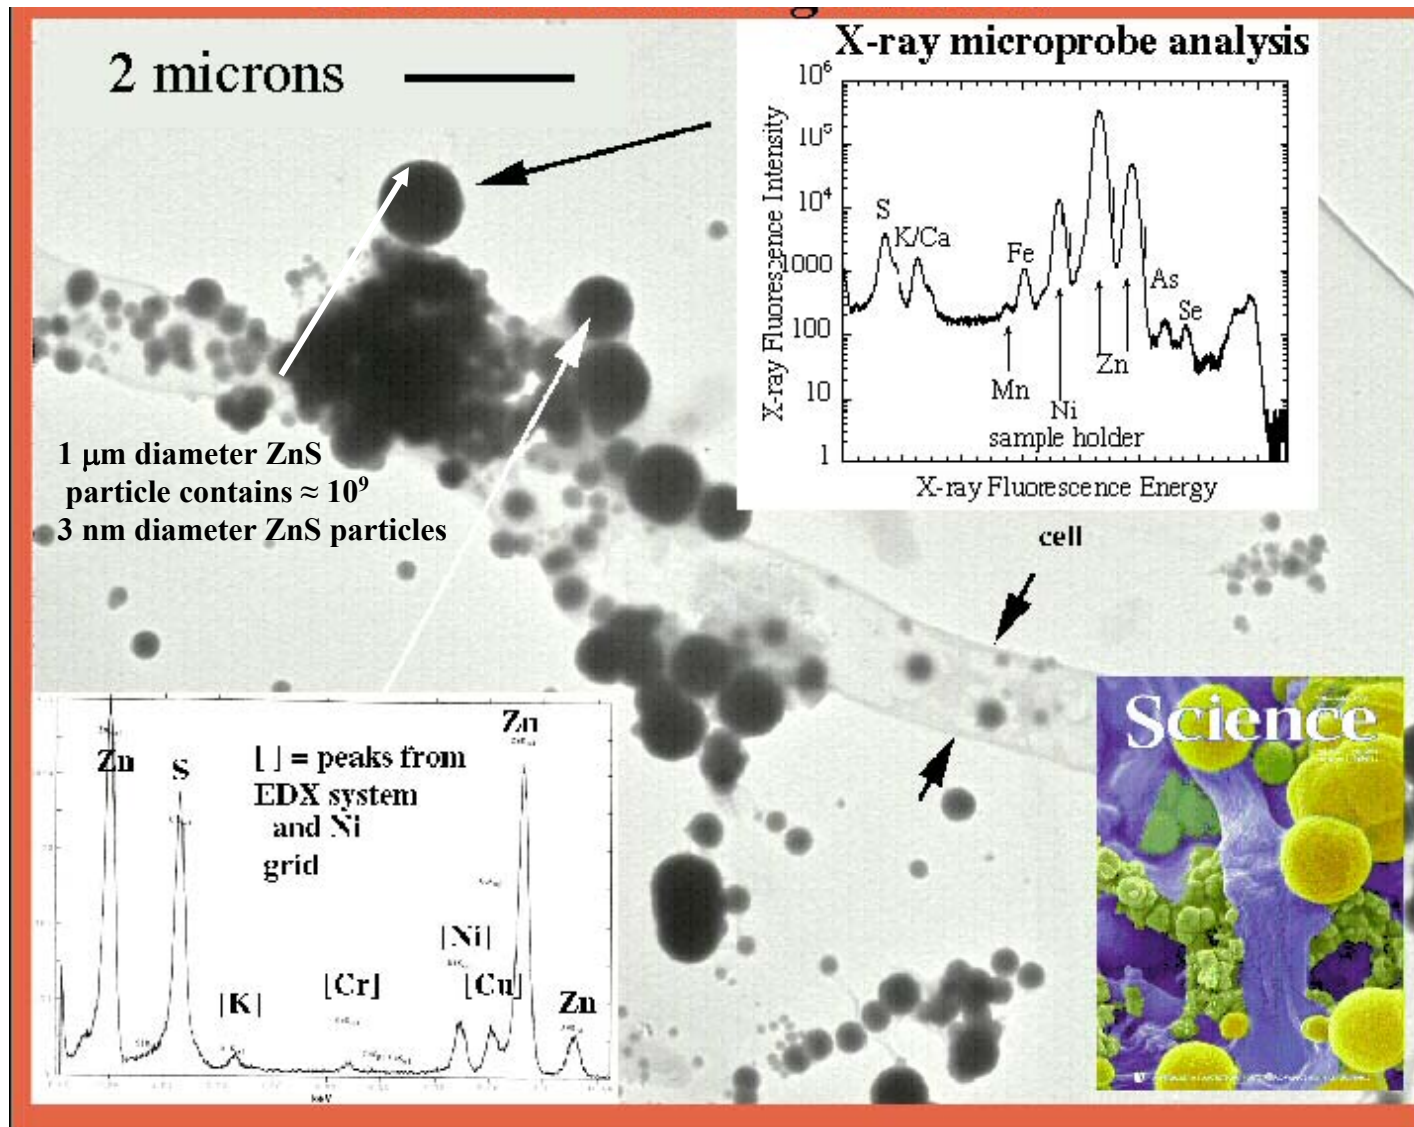 2 microns
X-ray microprobe analysis
X-ray Fluorescence Intensity
10⁶
10⁵
10⁴
1000
100
10
1
S
K/Ca
Fe
As
Se
Mn
Zn
Ni
sample holder
X-ray Fluorescence Energy
1 µm diameter ZnS
particle contains ≈ 10⁹
3 nm diameter ZnS particles
cell
Zn
S
[ ] = peaks from
EDX system
and Ni
grid
Zn
[K]
[Cr]
[Ni]
[Cu]
Zn
keV
Science